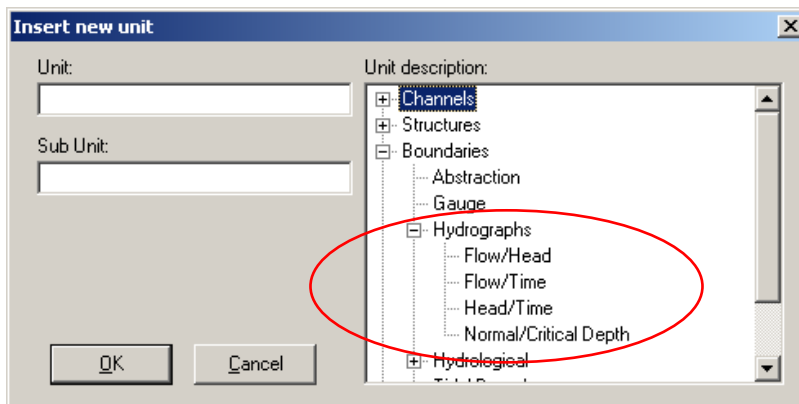 Insert new unit
Unit:
Unit description:
Channels
Structures
Sub Unit:
Boundaries
Abstraction
Gauge
Hydrographs
Flow/Head
Flow/Time
Head/Time
Normal/Critical Depth
OK
Cancel
Hydrological